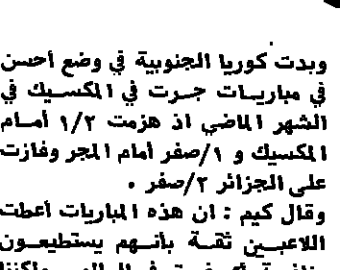 وبدت كوريا الجنوبية في وضع أحسن
في مباريات جرت في المكسيك في
الشهر الماضي اذ هزمت ١/٢ أمام
المكسيك و ١/صفر أمام المجر وفازت
على الجزائر ٢/صفر .
وقال كيم : ان هذه المباريات أعطت
اللاعبين ثقة بأنهم يستطيعون